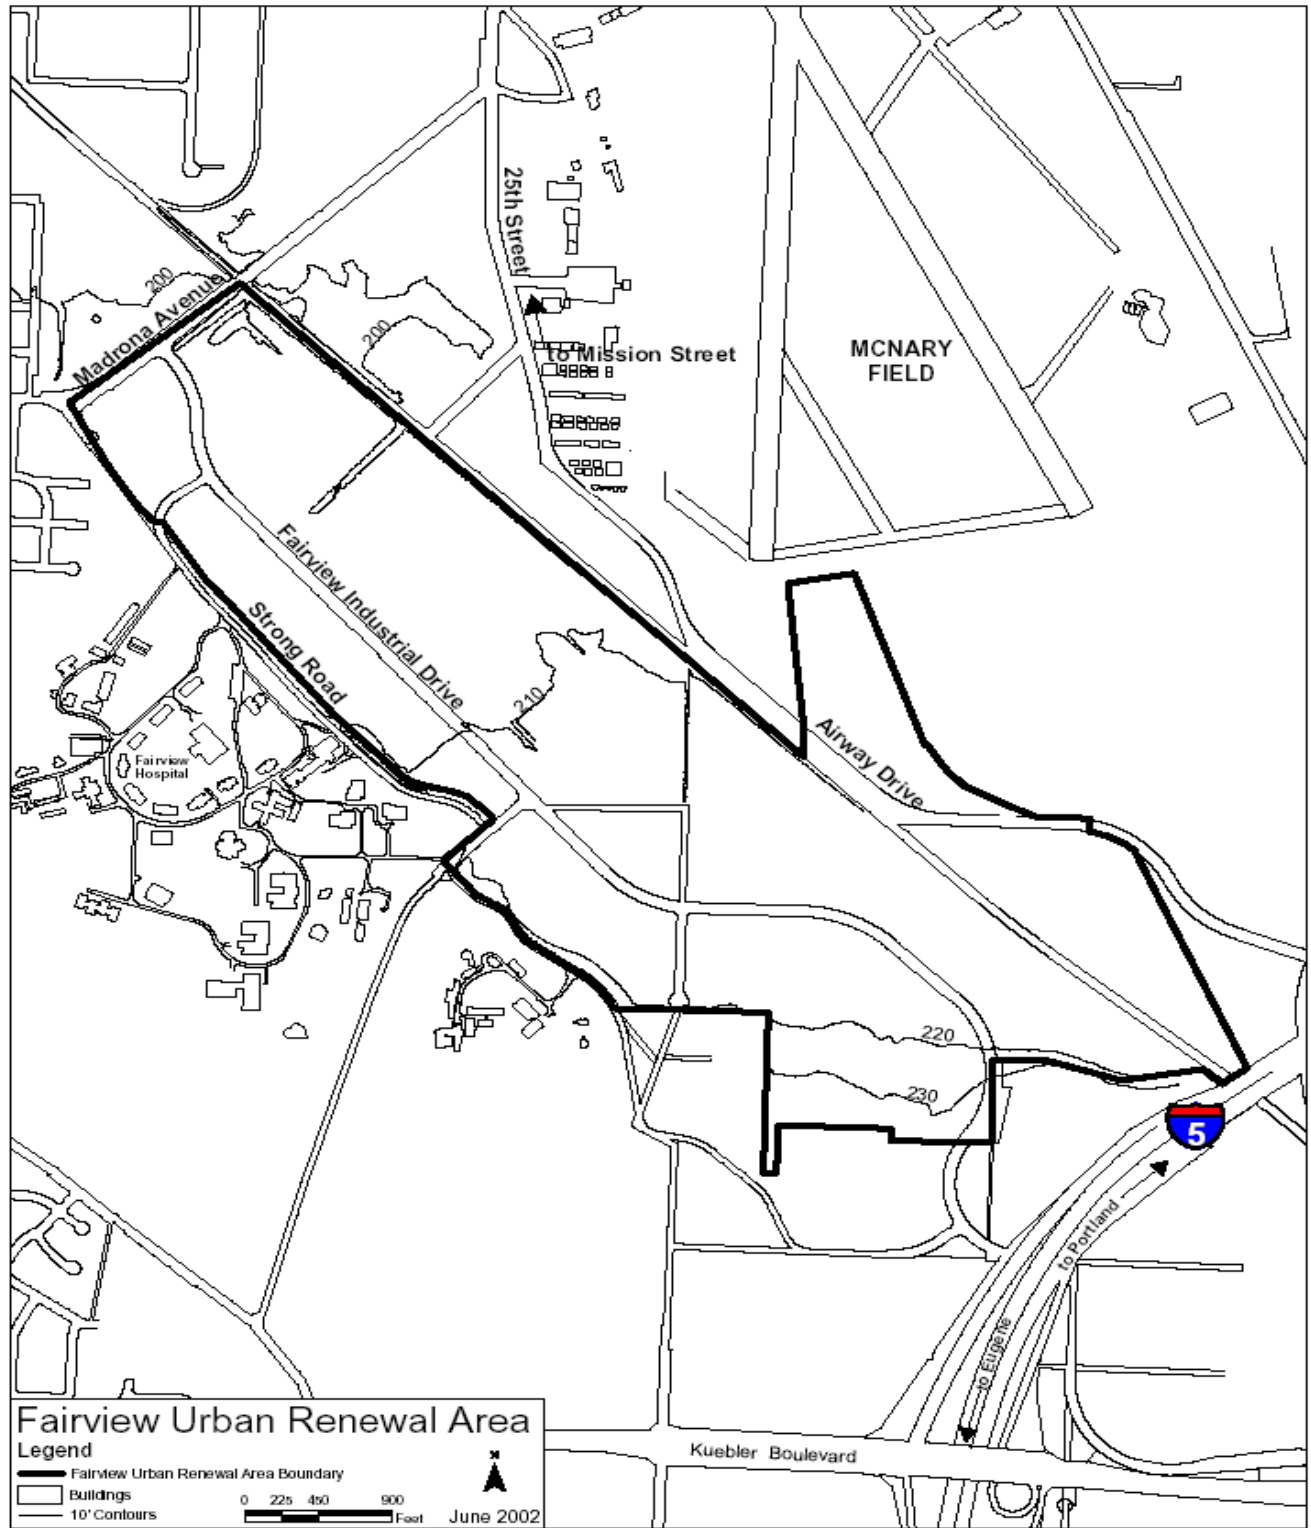 25th Street
200
Madrona Avenue
200
to Mission Street
MCNARY
FIELD
Fairview Industrial Drive
Strong Road
210
Airway Drive
Fairview
Hospital
220
230
5
to Portland
to Eugene
Kuebler Boulevard
Fairview Urban Renewal Area
Legend
Fairview Urban Renewal Area Boundary
Buildings
10' Contours
0 225 450 900
Feet
N
June 2002